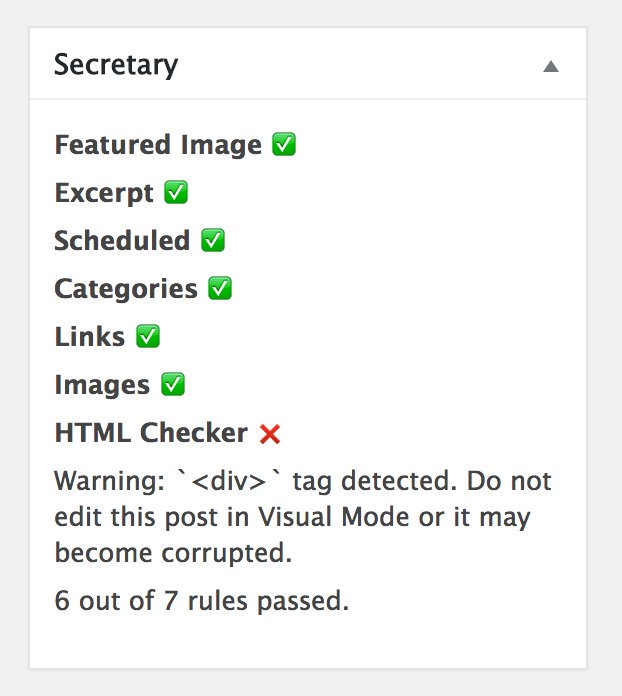 Secretary ▲
Featured Image ✅
Excerpt ✅
Scheduled ✅
Categories ✅
Links ✅
Images ✅
HTML Checker ❌
Warning: `<div>` tag detected. Do not
edit this post in Visual Mode or it may
become corrupted.
6 out of 7 rules passed.